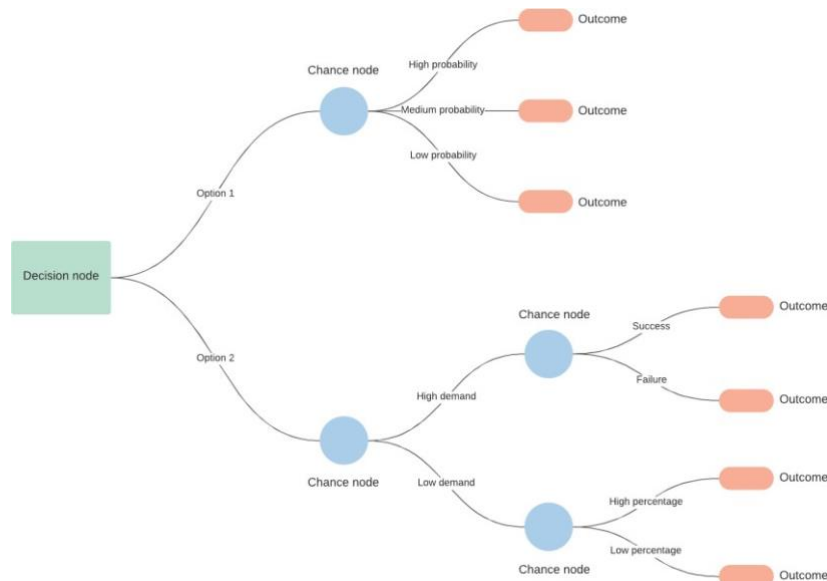 Outcome
High probability
Chance node
Medium probability
Outcome
Low probability
Outcome
Option 1
Decision node
Option 2
Chance node
Success
Outcome
Failure
Outcome
High demand
Chance node
Low demand
High percentage
Outcome
Low percentage
Chance node
Outcome